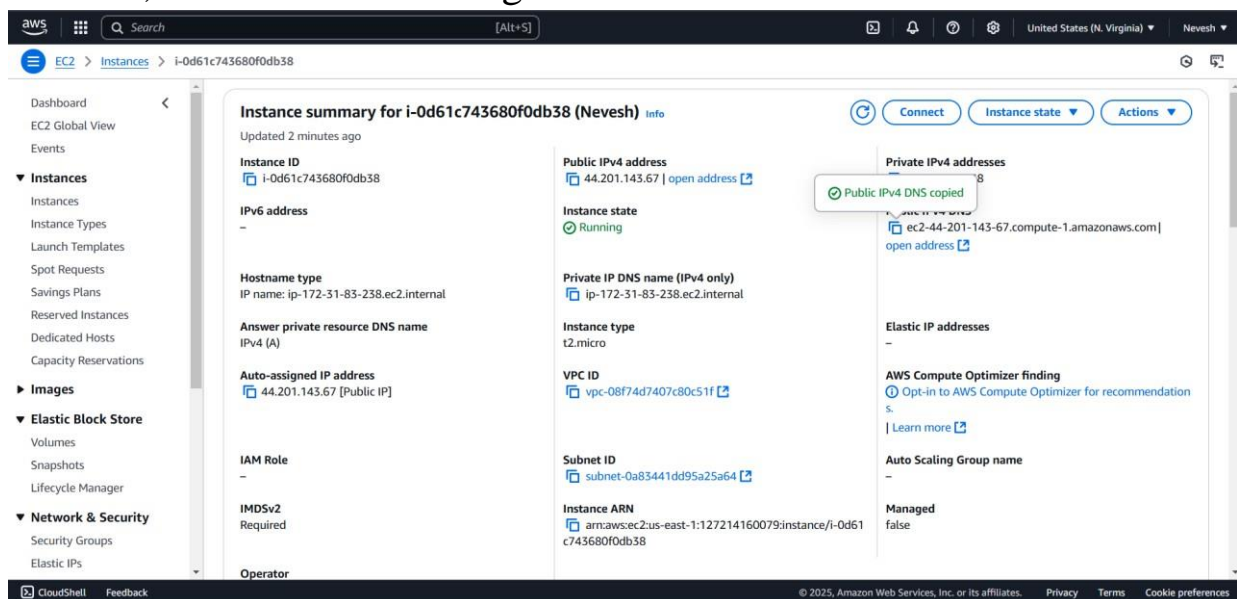 aws
Search
[Alt+S]
United States (N. Virginia)
Nevesh
EC2 > Instances > i-0d61c743680f0db38
Dashboard
EC2 Global View
Events
Instances
Instances
Instance Types
Launch Templates
Spot Requests
Savings Plans
Reserved Instances
Dedicated Hosts
Capacity Reservations
Images
Elastic Block Store
Volumes
Snapshots
Lifecycle Manager
Network & Security
Security Groups
Elastic IPs
Instance summary for i-0d61c743680f0db38 (Nevesh) Info
Connect
Instance state
Actions
Updated 2 minutes ago
Instance ID
i-0d61c743680f0db38
Public IPv4 address
44.201.143.67 | open address
Private IPv4 addresses
Public IPv4 DNS copied
IPv6 address
–
Instance state
Running
ec2-44-201-143-67.compute-1.amazonaws.com |
open address
Hostname type
IP name: ip-172-31-83-238.ec2.internal
Private IP DNS name (IPv4 only)
ip-172-31-83-238.ec2.internal
Answer private resource DNS name
IPv4 (A)
Instance type
t2.micro
Elastic IP addresses
–
Auto-assigned IP address
44.201.143.67 [Public IP]
VPC ID
vpc-08f74d7407c80c51f
AWS Compute Optimizer finding
Opt-in to AWS Compute Optimizer for recommendation
s.
| Learn more
IAM Role
–
Subnet ID
subnet-0a83441dd95a25a64
Auto Scaling Group name
–
IMDSv2
Required
Instance ARN
arn:aws:ec2:us-east-1:127214160079:instance/i-0d61
c743680f0db38
Managed
false
Operator
CloudShell
Feedback
© 2025, Amazon Web Services, Inc. or its affiliates.
Privacy
Terms
Cookie preferences